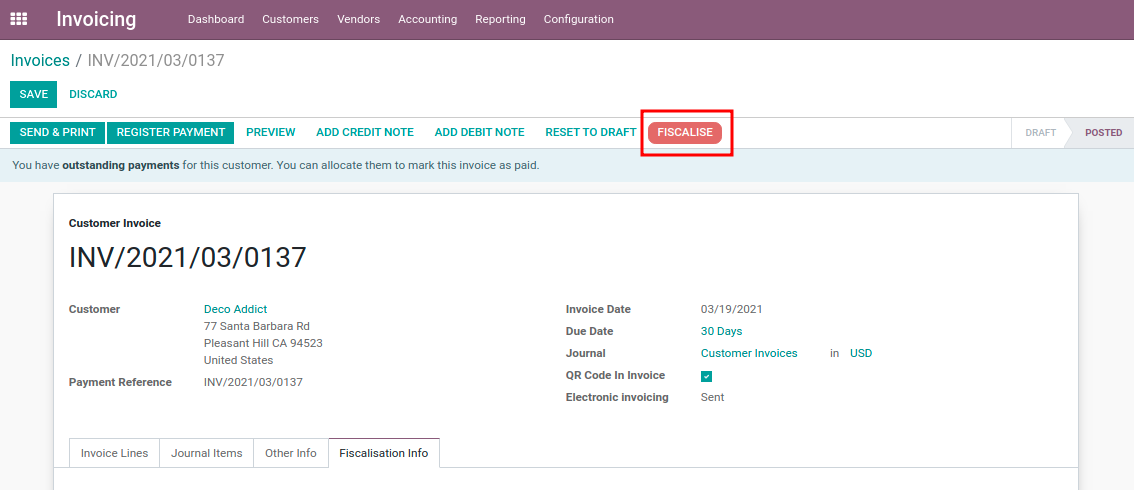 Invoicing Dashboard Customers Vendors Accounting Reporting Configuration
Invoices / INV/2021/03/0137
SAVE DISCARD
SEND & PRINT REGISTER PAYMENT PREVIEW ADD CREDIT NOTE ADD DEBIT NOTE RESET TO DRAFT FISCALISE DRAFT POSTED
You have outstanding payments for this customer. You can allocate them to mark this invoice as paid.
Customer Invoice
INV/2021/03/0137
Customer Deco Addict
77 Santa Barbara Rd
Pleasant Hill CA 94523
United States
Payment Reference INV/2021/03/0137
Invoice Date 03/19/2021
Due Date 30 Days
Journal Customer Invoices in USD
QR Code In Invoice
Electronic invoicing Sent
Invoice Lines Journal Items Other Info Fiscalisation Info